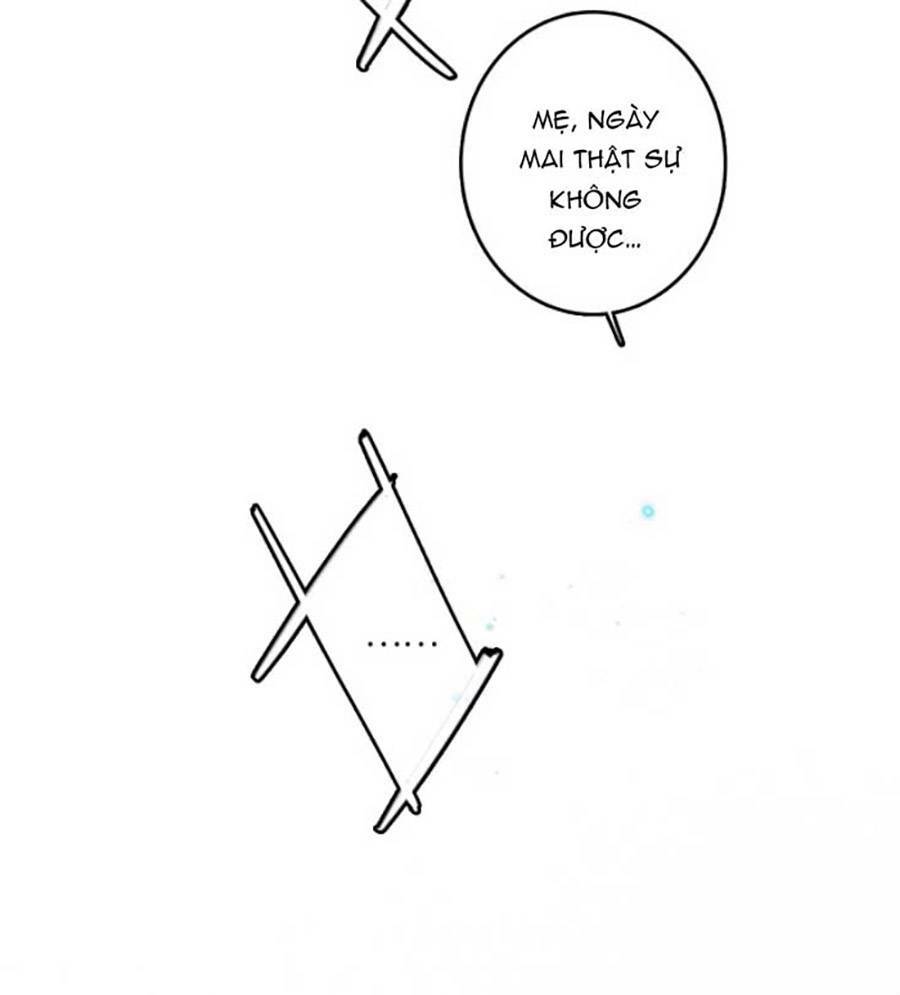 MẸ, NGÀY
MAI THẬT SỰ
KHÔNG
ĐƯỢC...
......